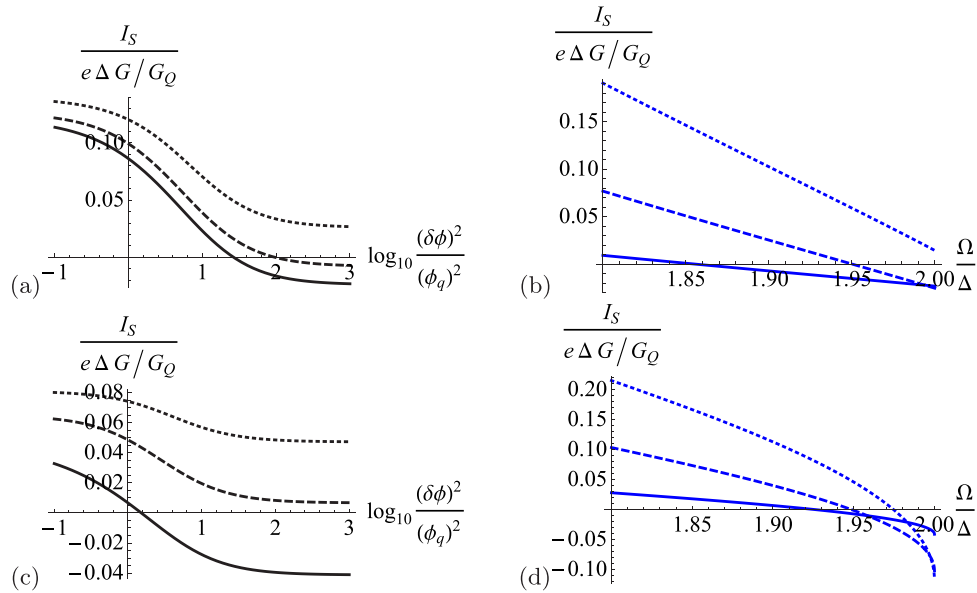 I_S / (e Δ G/G_Q)
0.10
0.05
−1 0 1 2 3
log₁₀ (δϕ)² / (ϕ_q)²
(a)
I_S / (e Δ G/G_Q)
0.15
0.10
0.05
1.85 1.90 1.95 2.00
Ω/Δ
(b)
I_S / (e Δ G/G_Q)
0.08
0.06
0.04
0.02
−1 0 1 2 3
log₁₀ (δϕ)² / (ϕ_q)²
−0.02
−0.04
(c)
I_S / (e Δ G/G_Q)
0.20
0.15
0.10
0.05
1.85 1.90 1.95 2.00
Ω/Δ
−0.05
−0.10
(d)